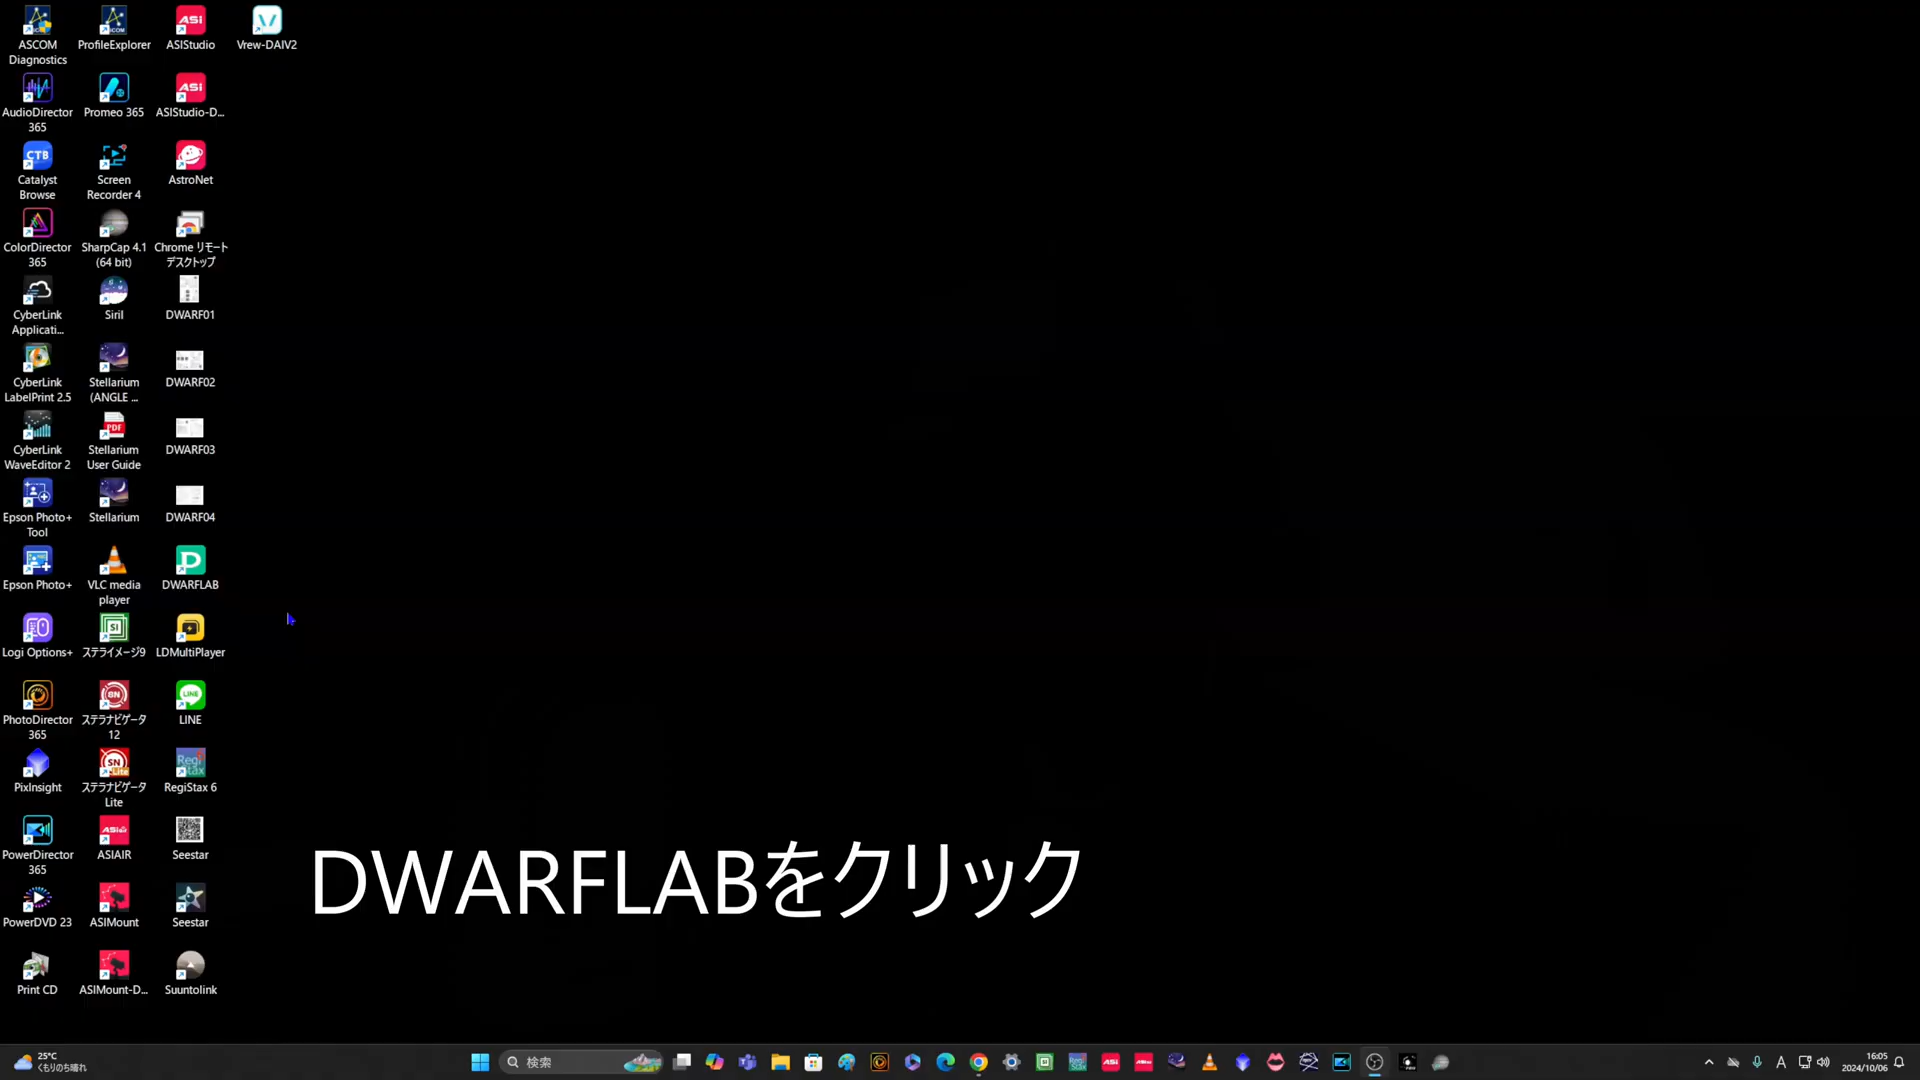 ASCOM
Diagnostics
ProfileExplorer
ASIStudio
Vrew-DAIV2
AudioDirector
365
Promeo 365
ASIStudio-D...
Catalyst
Browse
Screen
Recorder 4
AstroNet
ColorDirector
365
SharpCap 4.1
(64 bit)
Chrome リモート
デスクトップ
CyberLink
Applicati...
Siril
DWARF01
CyberLink
LabelPrint 2.5
Stellarium
(ANGLE ...
DWARF02
CyberLink
WaveEditor 2
Stellarium
User Guide
DWARF03
Epson Photo+
Tool
Stellarium
DWARF04
Epson Photo+
VLC media
player
DWARFLAB
Logi Options+
ステライメージ9
LDMultiPlayer
PhotoDirector
365
ステラナビゲータ
12
LINE
PixInsight
ステラナビゲータ
Lite
RegiStax 6
PowerDirector
365
ASIAIR
Seestar
PowerDVD 23
ASIMount
Seestar
Print CD
ASIMount-D...
Suuntolink
DWARFLABをクリック
25°C
くもりのち晴れ
検索
A
16:05
2024/10/06